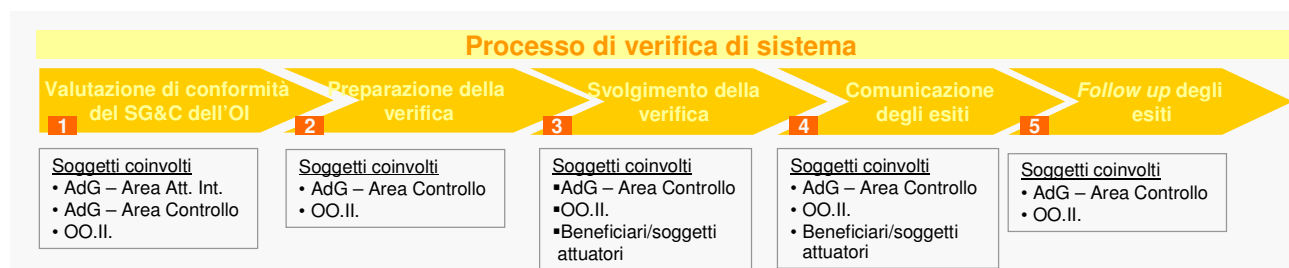 Processo di verifica di sistema
Valutazione di conformità
del SG&C dell'OI
1
Preparazione della
verifica
2
Svolgimento della
verifica
3
Comunicazione
degli esiti
4
Follow up degli
esiti
5
Soggetti coinvolti
• AdG – Area Att. Int.
• AdG – Area Controllo
• OO.II.
Soggetti coinvolti
• AdG – Area Controllo
• OO.II.
Soggetti coinvolti
▪AdG – Area Controllo
▪OO.II.
▪Beneficiari/soggetti
attuatori
Soggetti coinvolti
• AdG – Area Controllo
• OO.II.
• Beneficiari/soggetti
attuatori
Soggetti coinvolti
• AdG – Area Controllo
• OO.II.